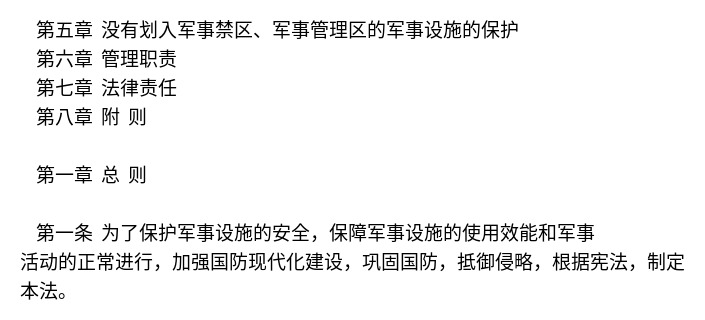 第五章 没有划入军事禁区、军事管理区的军事设施的保护
第六章 管理职责
第七章 法律责任
第八章 附 则
第一章 总 则
第一条 为了保护军事设施的安全，保障军事设施的使用效能和军事
活动的正常进行，加强国防现代化建设，巩固国防，抵御侵略，根据宪法，制定
本法。